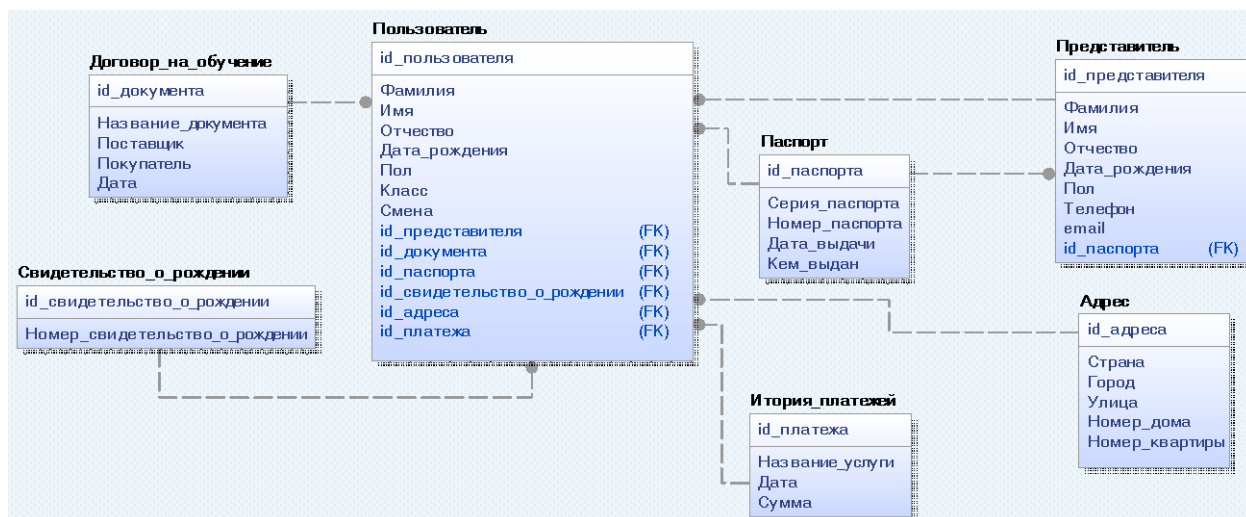 Договор_на_обучение
id_документа
Название_документа
Поставщик
Покупатель
Дата
Свидетельство_о_рождении
id_свидетельство_о_рождении
Номер_свидетельство_о_рождении
Пользователь
id_пользователя
Фамилия
Имя
Отчество
Дата_рождения
Пол
Класс
Смена
id_представителя (FK)
id_документа (FK)
id_паспорта (FK)
id_свидетельство_о_рождении (FK)
id_адреса (FK)
id_платежа (FK)
Паспорт
id_паспорта
Серия_паспорта
Номер_паспорта
Дата_выдачи
Кем_выдан
Итория_платежей
id_платежа
Название_услуги
Дата
Сумма
Представитель
id_представителя
Фамилия
Имя
Отчество
Дата_рождения
Пол
Телефон
email
id_паспорта (FK)
Адрес
id_адреса
Страна
Город
Улица
Номер_дома
Номер_квартиры